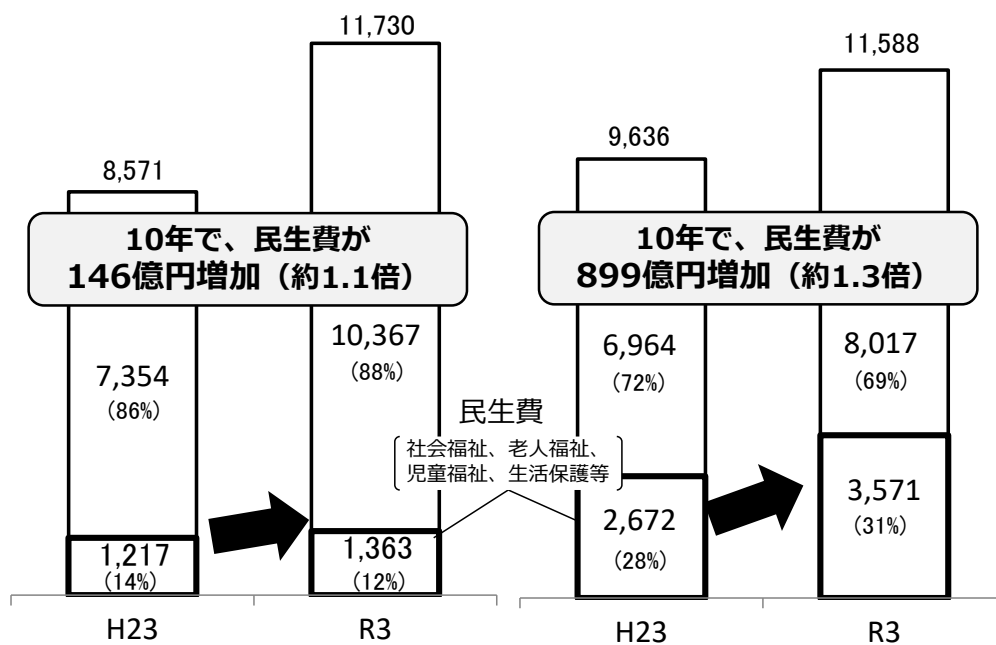 11,730
8,571
10年で、民生費が
146億円増加（約1.1倍）
10,367
(88%)
7,354
(86%)
1,217
(14%)
1,363
(12%)
H23
R3
民生費
社会福祉、老人福祉、
児童福祉、生活保護等
11,588
9,636
10年で、民生費が
899億円増加（約1.3倍）
6,964
(72%)
8,017
(69%)
2,672
(28%)
3,571
(31%)
H23
R3